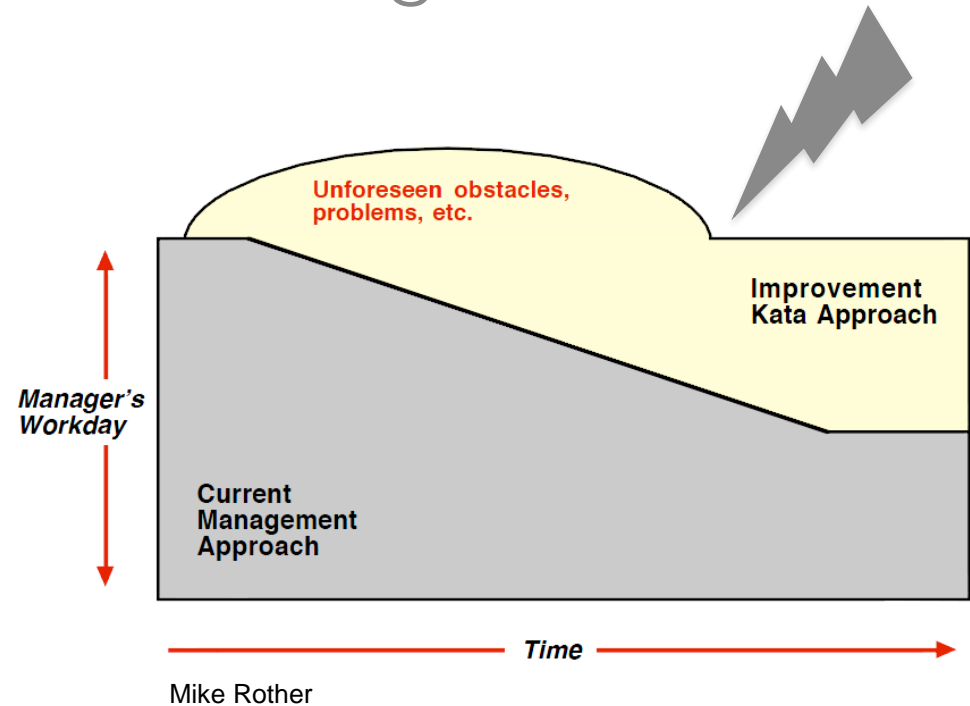 Unforeseen obstacles,
problems, etc.
Improvement
Kata Approach
Manager's
Workday
Current
Management
Approach
Time
Mike Rother